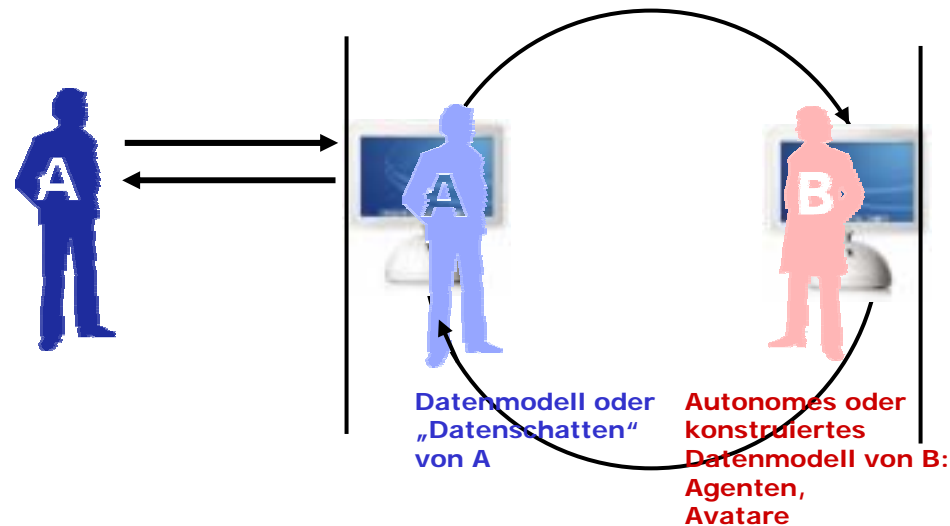 A
A
B
Datenmodell oder
„Datenschatten“
von A
Autonomes oder
konstruiertes
Datenmodell von B:
Agenten,
Avatare